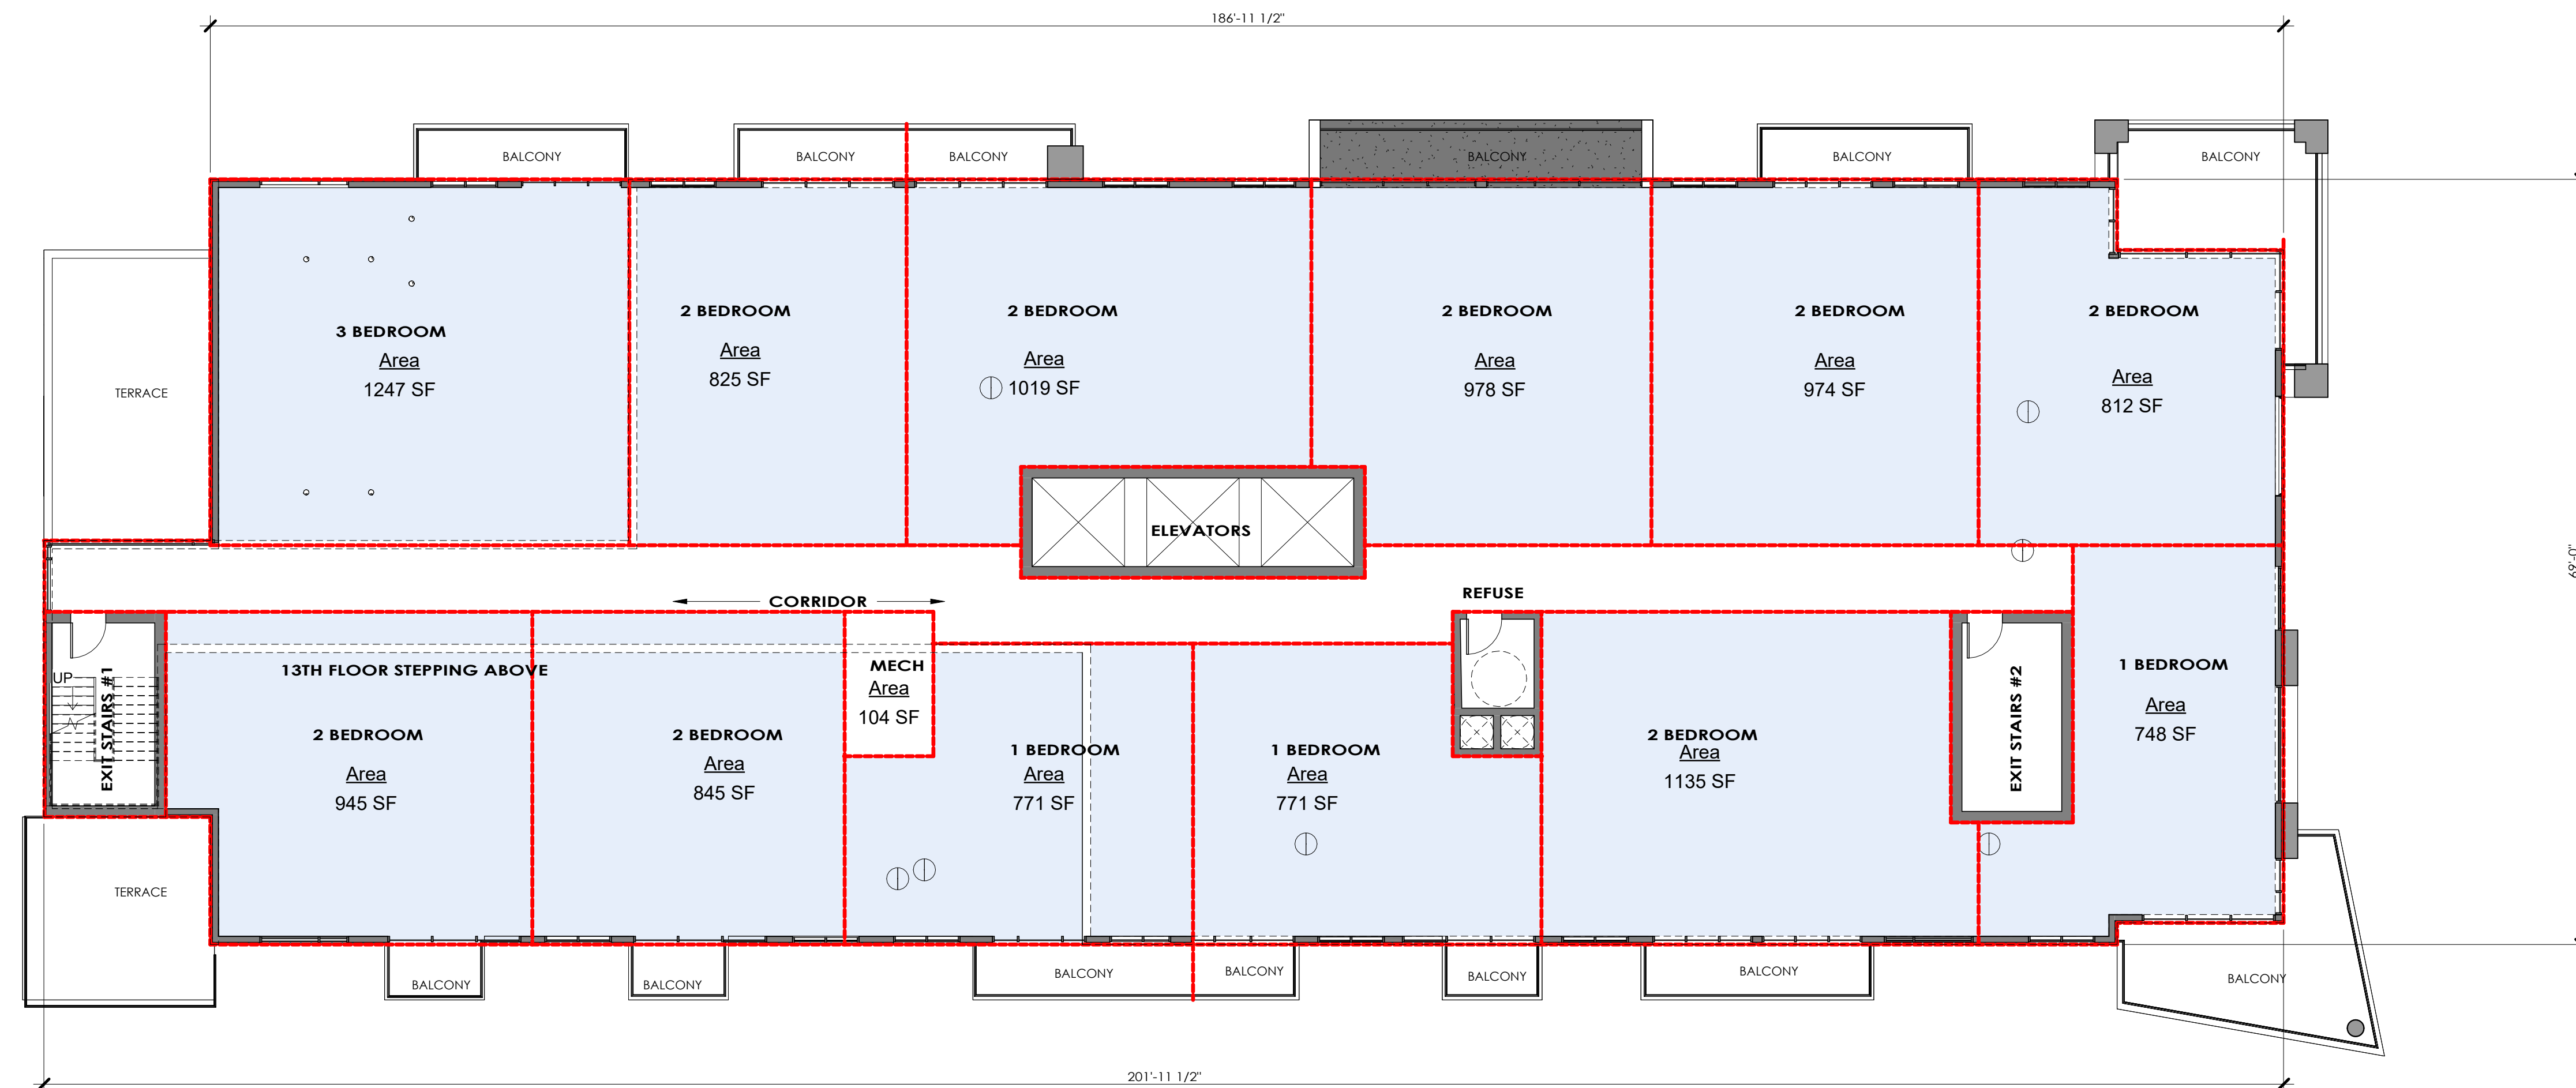 186'-11 1/2"
BALCONY
BALCONY
BALCONY
BALCONY
BALCONY
BALCONY
3 BEDROOM
Area
1247 SF
2 BEDROOM
Area
825 SF
2 BEDROOM
Area
1019 SF
2 BEDROOM
Area
978 SF
2 BEDROOM
Area
974 SF
2 BEDROOM
Area
812 SF
TERRACE
ELEVATORS
69'-0"
CORRIDOR
REFUSE
UP
EXIT STAIRS #1
13TH FLOOR STEPPING ABOVE
2 BEDROOM
Area
945 SF
2 BEDROOM
Area
845 SF
MECH
Area
104 SF
1 BEDROOM
Area
771 SF
1 BEDROOM
Area
771 SF
2 BEDROOM
Area
1135 SF
EXIT STAIRS #2
1 BEDROOM
Area
748 SF
TERRACE
BALCONY
BALCONY
BALCONY
BALCONY
BALCONY
BALCONY
BALCONY
201'-11 1/2"